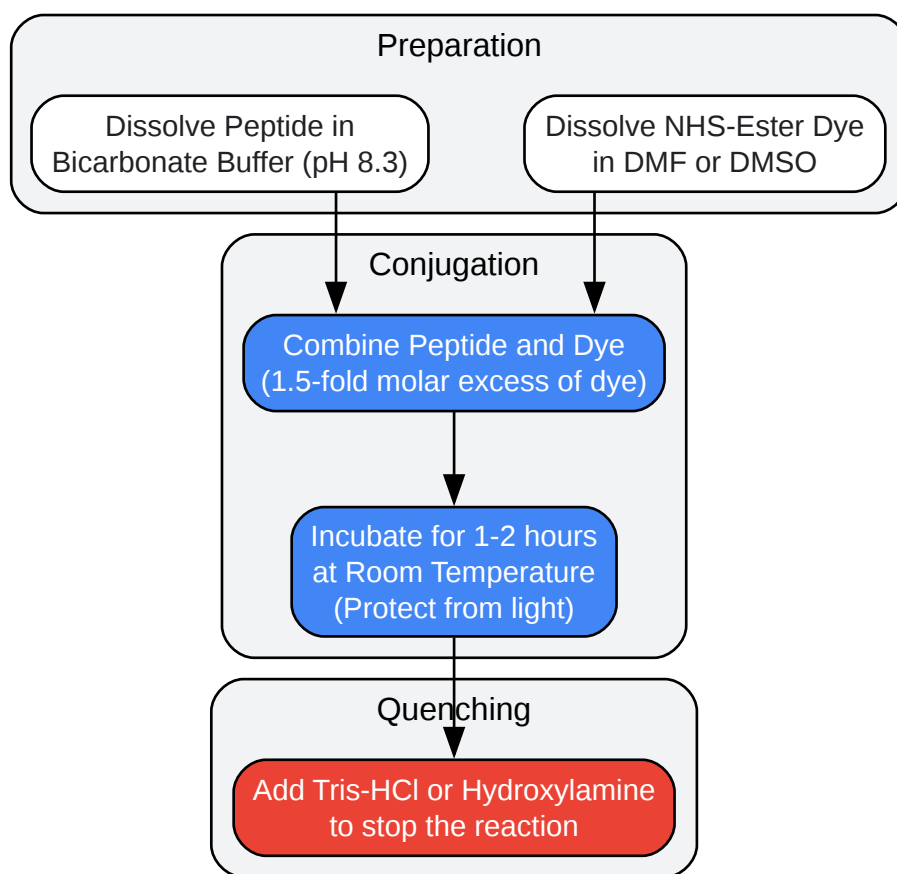 Preparation
Dissolve Peptide in
Bicarbonate Buffer (pH 8.3)
Dissolve NHS-Ester Dye
in DMF or DMSO
Conjugation
Combine Peptide and Dye
(1.5-fold molar excess of dye)
Incubate for 1-2 hours
at Room Temperature
(Protect from light)
Quenching
Add Tris-HCl or Hydroxylamine
to stop the reaction